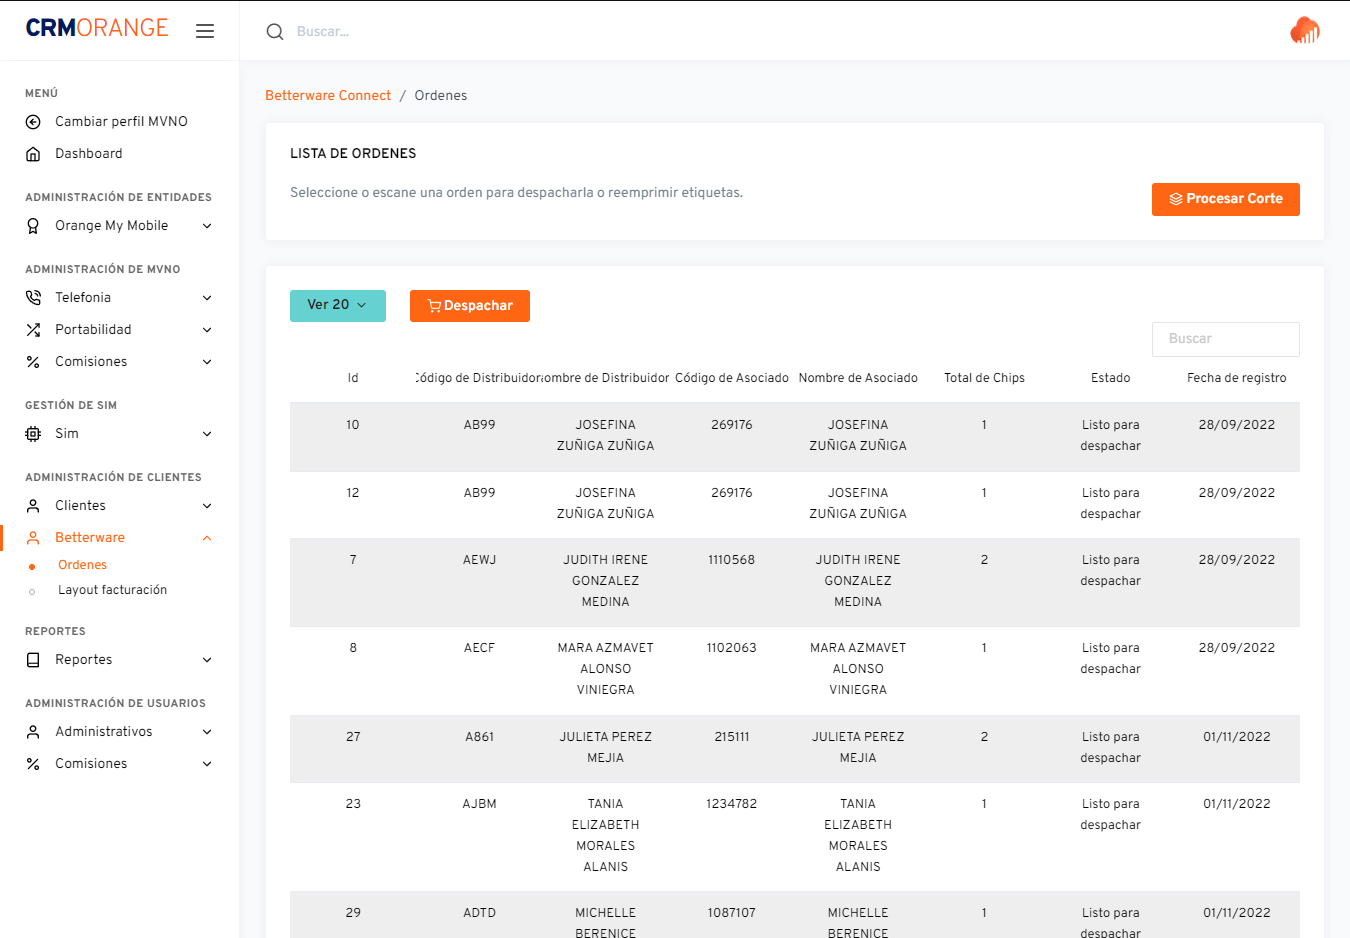 CRMORANGE
Buscar...
MENÚ
Cambiar perfil MVNO
Dashboard
ADMINISTRACIÓN DE ENTIDADES
Orange My Mobile
ADMINISTRACIÓN DE MVNO
Telefonia
Portabilidad
Comisiones
GESTIÓN DE SIM
Sim
ADMINISTRACIÓN DE CLIENTES
Clientes
Betterware
Ordenes
Layout facturación
REPORTES
Reportes
ADMINISTRACIÓN DE USUARIOS
Administrativos
Comisiones
Betterware Connect / Ordenes
LISTA DE ORDENES
Seleccione o escane una orden para despacharla o reemprimir etiquetas.
Procesar Corte
Ver 20
Despachar
Buscar
Id Código de Distribuidor ombre de Distribuidor Código de Asociado Nombre de Asociado Total de Chips Estado Fecha de registro
10 AB99 JOSEFINA 269176 JOSEFINA 1 Listo para 28/09/2022
ZUÑIGA ZUÑIGA ZUÑIGA ZUÑIGA despachar
12 AB99 JOSEFINA 269176 JOSEFINA 1 Listo para 28/09/2022
ZUÑIGA ZUÑIGA ZUÑIGA ZUÑIGA despachar
7 AEWJ JUDITH IRENE 1110568 JUDITH IRENE 2 Listo para 28/09/2022
GONZALEZ GONZALEZ despachar
MEDINA MEDINA
8 AECF MARA AZMAVET 1102063 MARA AZMAVET 1 Listo para 28/09/2022
ALONSO ALONSO despachar
VINIEGRA VINIEGRA
27 A861 JULIETA PEREZ 215111 JULIETA PEREZ 2 Listo para 01/11/2022
MEJIA MEJIA despachar
23 AJBM TANIA 1234782 TANIA 1 Listo para 01/11/2022
ELIZABETH ELIZABETH despachar
MORALES MORALES
ALANIS ALANIS
29 ADTD MICHELLE 1087107 MICHELLE 1 Listo para 01/11/2022
BERENICE BERENICE despachar